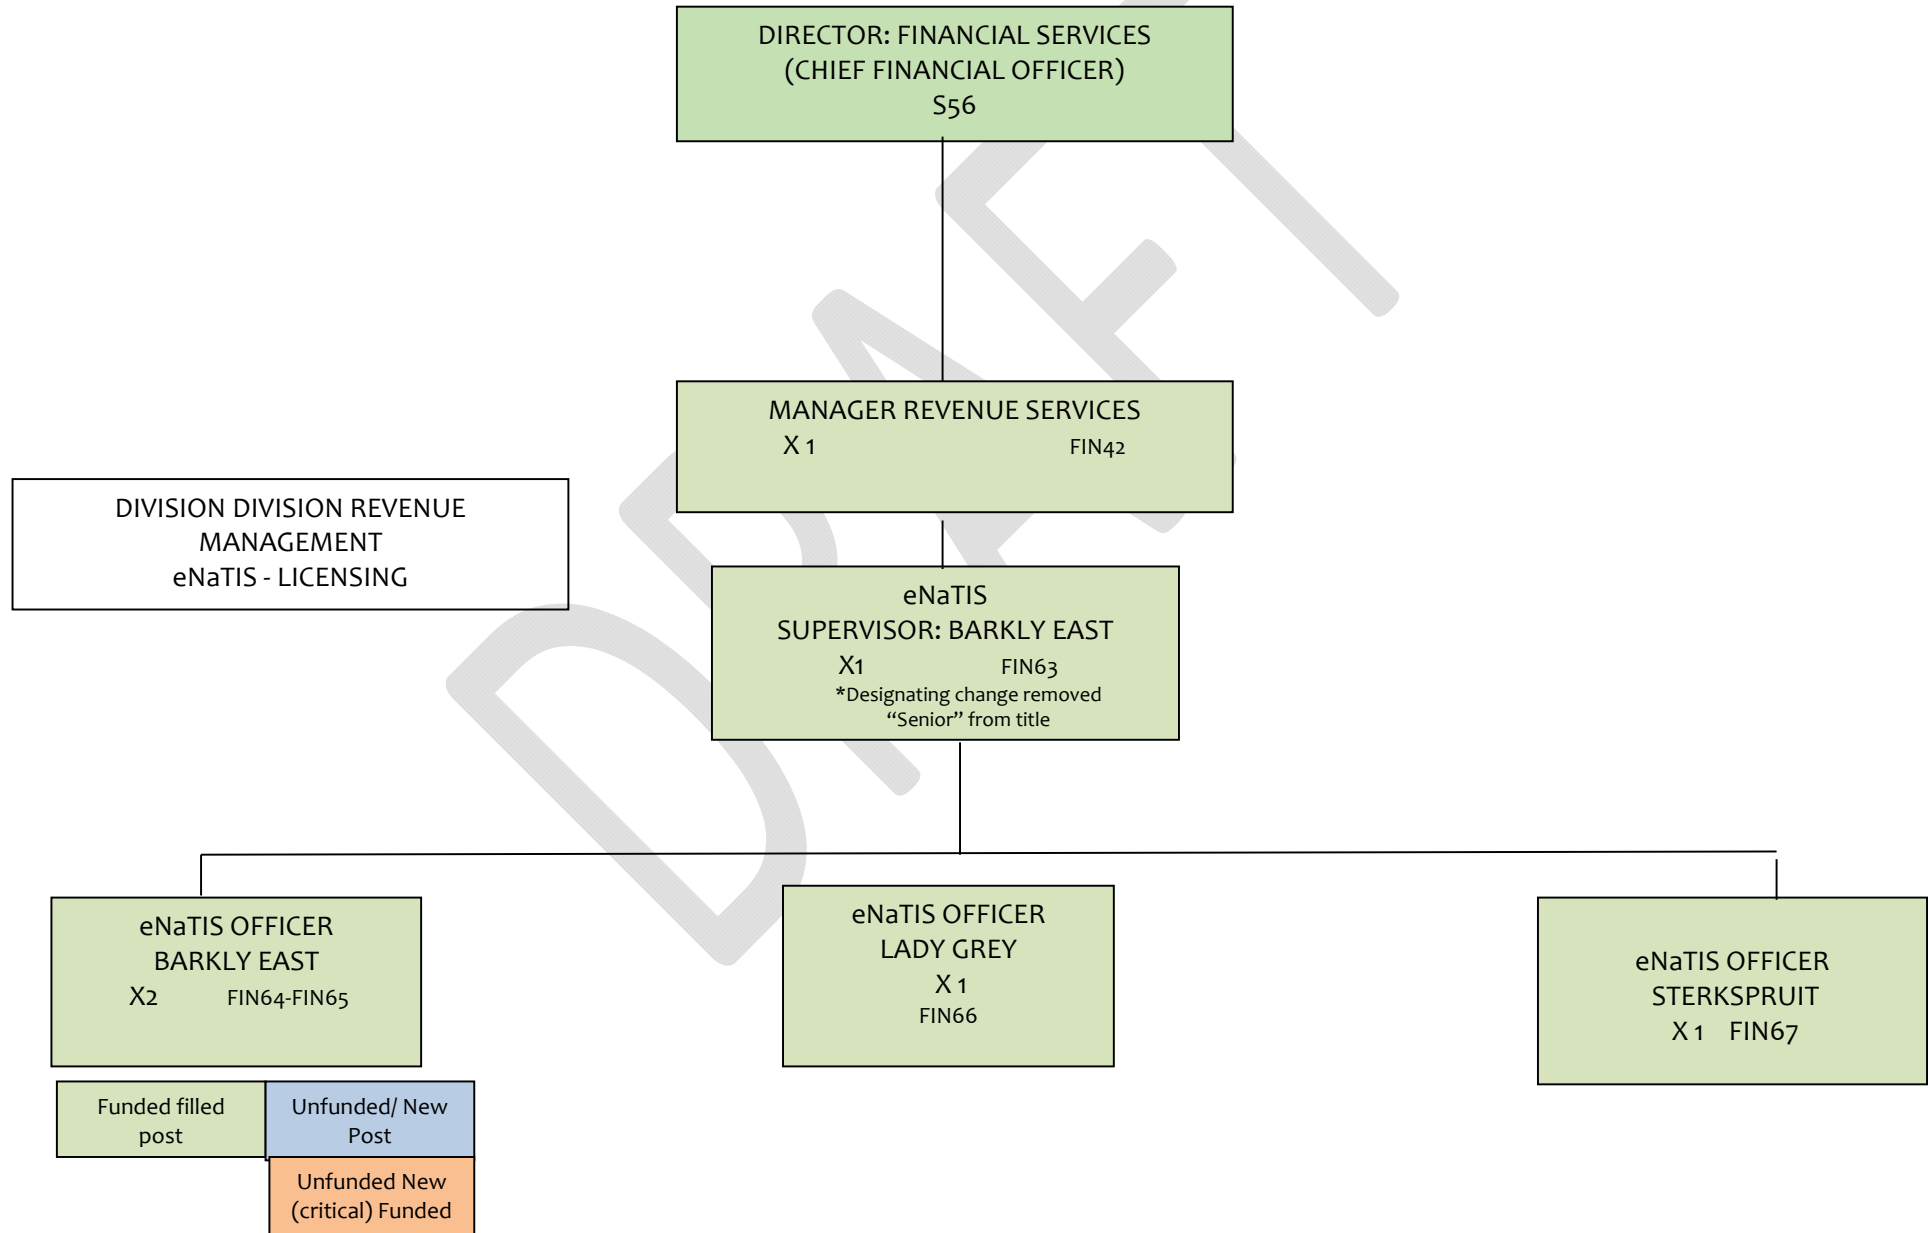 DIRECTOR: FINANCIAL SERVICES
(CHIEF FINANCIAL OFFICER)
S56
MANAGER REVENUE SERVICES
X 1 FIN42
DIVISION DIVISION REVENUE
MANAGEMENT
eNaTIS - LICENSING
eNaTIS
SUPERVISOR: BARKLY EAST
X1 FIN63
*Designating change removed
“Senior” from title
eNaTIS OFFICER
BARKLY EAST
X2 FIN64-FIN65
eNaTIS OFFICER
LADY GREY
X 1
FIN66
eNaTIS OFFICER
STERKSPRUIT
X 1 FIN67
Funded filled
post
Unfunded/ New
Post
Unfunded New
(critical) Funded
DRAFT